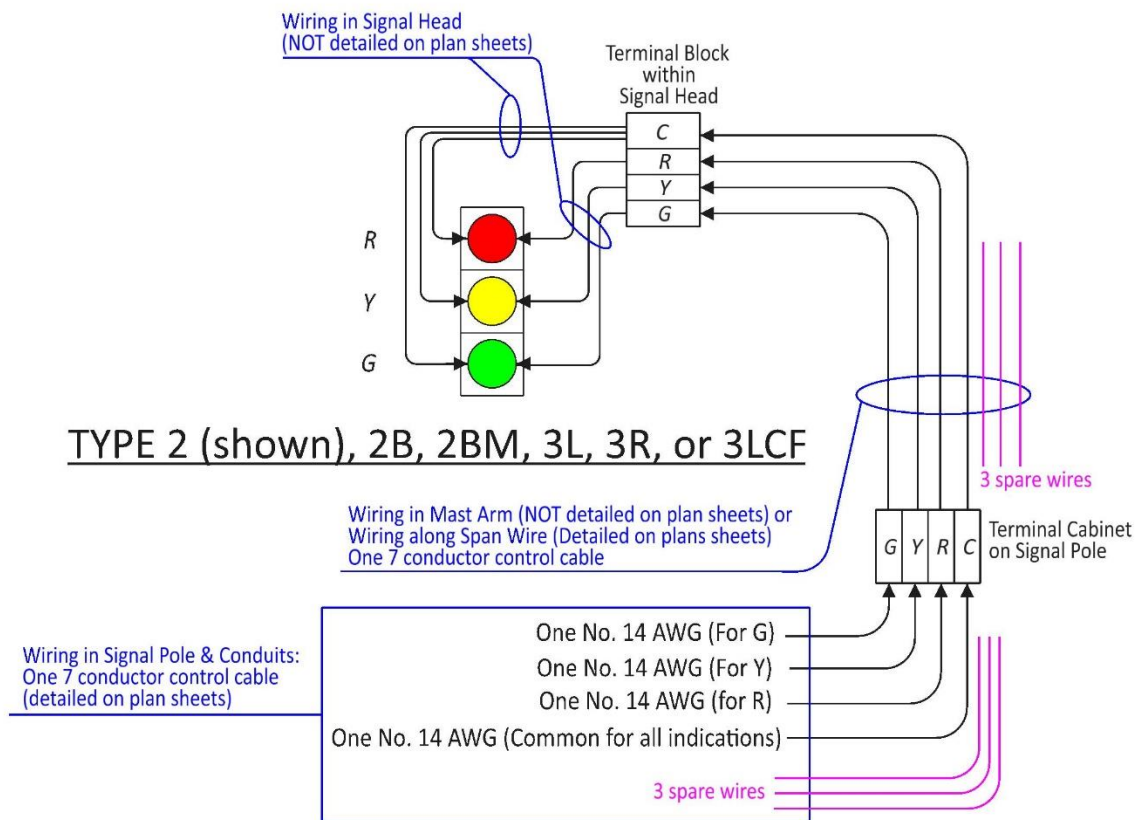 Wiring in Signal Head
(NOT detailed on plan sheets)
Terminal Block
within
Signal Head
C
R
Y
G
R
Y
G
TYPE 2 (shown), 2B, 2BM, 3L, 3R, or 3LCF
3 spare wires
Wiring in Mast Arm (NOT detailed on plan sheets) or
Wiring along Span Wire (Detailed on plans sheets)
One 7 conductor control cable
G Y R C
Terminal Cabinet
on Signal Pole
Wiring in Signal Pole & Conduits:
One 7 conductor control cable
(detailed on plan sheets)
One No. 14 AWG (For G)
One No. 14 AWG (For Y)
One No. 14 AWG (for R)
One No. 14 AWG (Common for all indications)
3 spare wires